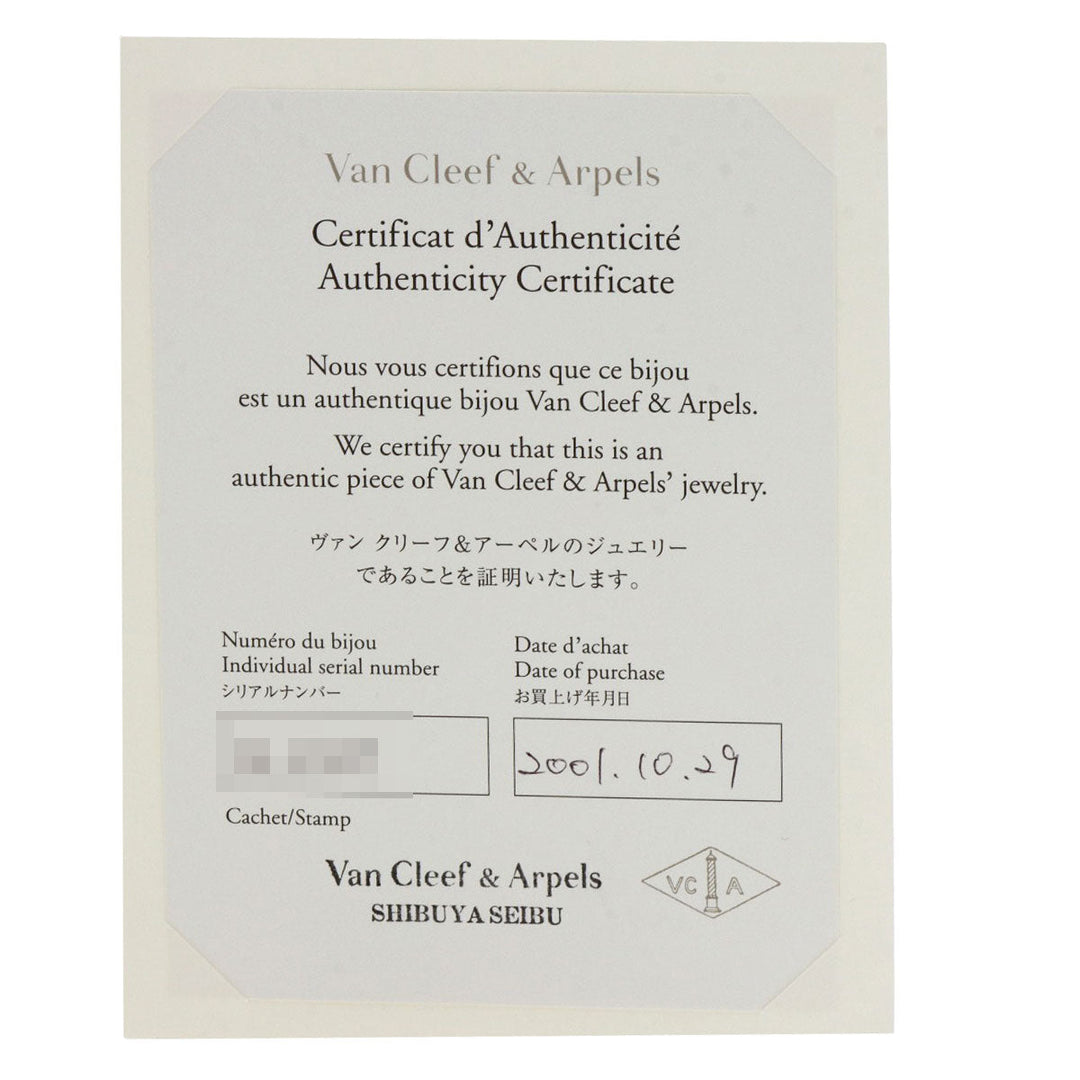 Van Cleef & Arpels
Certificat d'Authenticité
Authenticity Certificate
Nous vous certifions que ce bijou
est un authentique bijou Van Cleef & Arpels.
We certify you that this is an
authentic piece of Van Cleef & Arpels' jewelry.
ヴァン クリーフ&アーペルのジュエリー
であることを証明いたします。
Numéro du bijou
Individual serial number
シリアルナンバー
Date d'achat
Date of purchase
お買上げ年月日
2001.10.29
Cachet/Stamp
Van Cleef & Arpels
SHIBUYA SEIBU
VC A